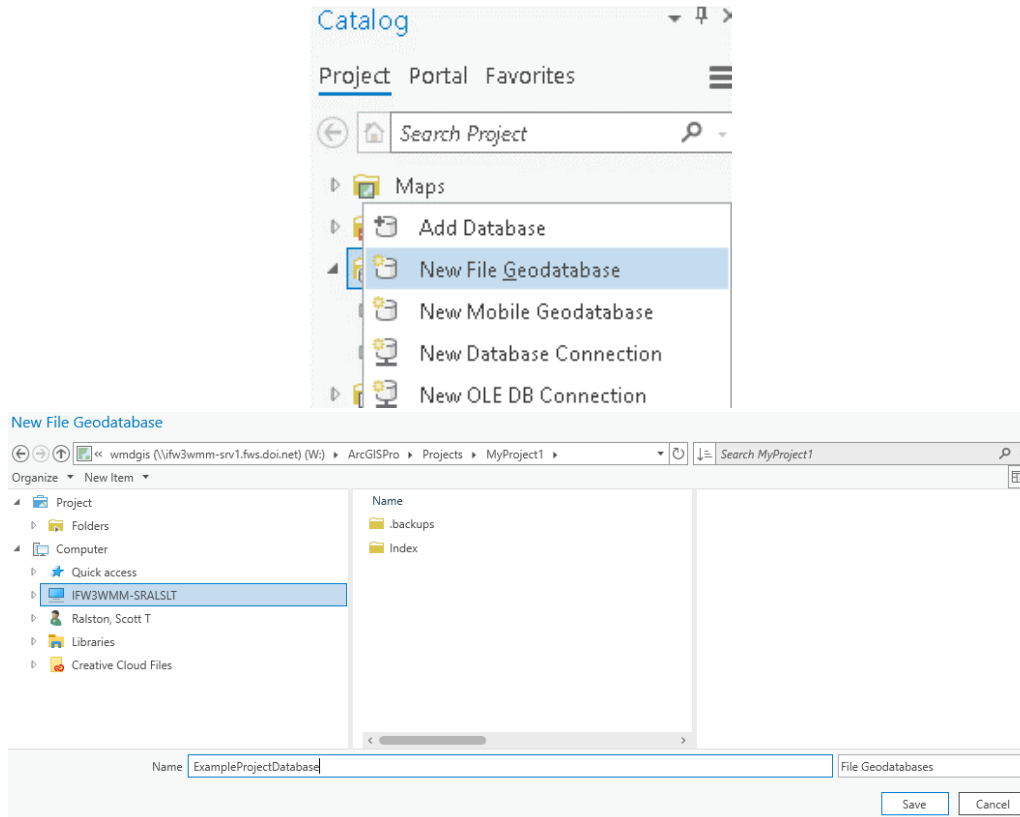 Catalog
Project Portal Favorites
Search Project
Maps
Add Database
New File Geodatabase
New Mobile Geodatabase
New Database Connection
New OLE DB Connection
New File Geodatabase
« wmdgis (\\ifw3wmm-srv1.fws.doi.net) (W:) ArcGISPro Projects MyProject1 Search MyProject1
Organize New Item
Project
Folders
Computer
Quick access
IFW3WMM-SRALSLT
Ralston, Scott T
Libraries
Creative Cloud Files
Name
.backups
Index
Name ExampleProjectDatabase File Geodatabases
Save Cancel